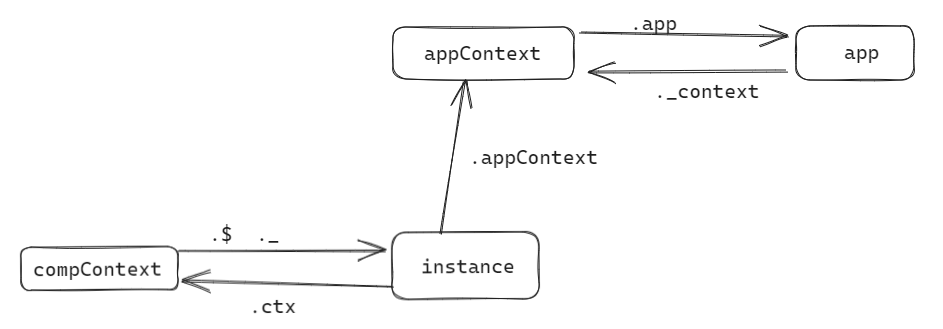 .app
appContext
app
._context
.appContext
.$ ._
instance
compContext
.ctx